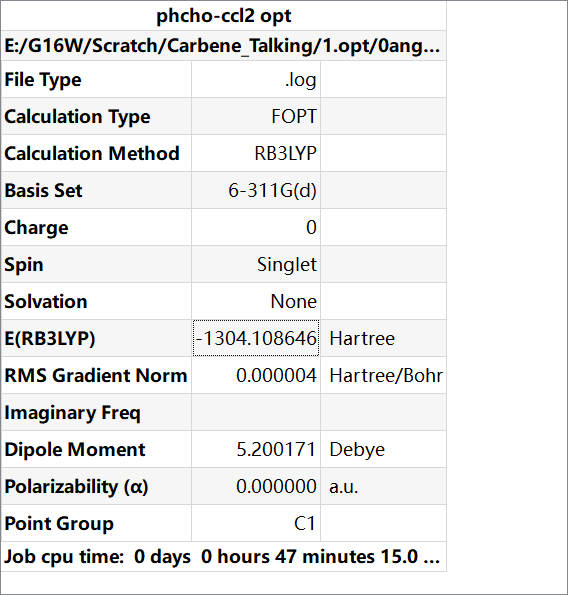 phcho-ccl2 opt
E:/G16W/Scratch/Carbene_Talking/1.opt/0ang...
File Type .log
Calculation Type FOPT
Calculation Method RB3LYP
Basis Set 6-311G(d)
Charge 0
Spin Singlet
Solvation None
E(RB3LYP) -1304.108646 Hartree
RMS Gradient Norm 0.000004 Hartree/Bohr
Imaginary Freq
Dipole Moment 5.200171 Debye
Polarizability (α) 0.000000 a.u.
Point Group C1
Job cpu time: 0 days 0 hours 47 minutes 15.0 ...